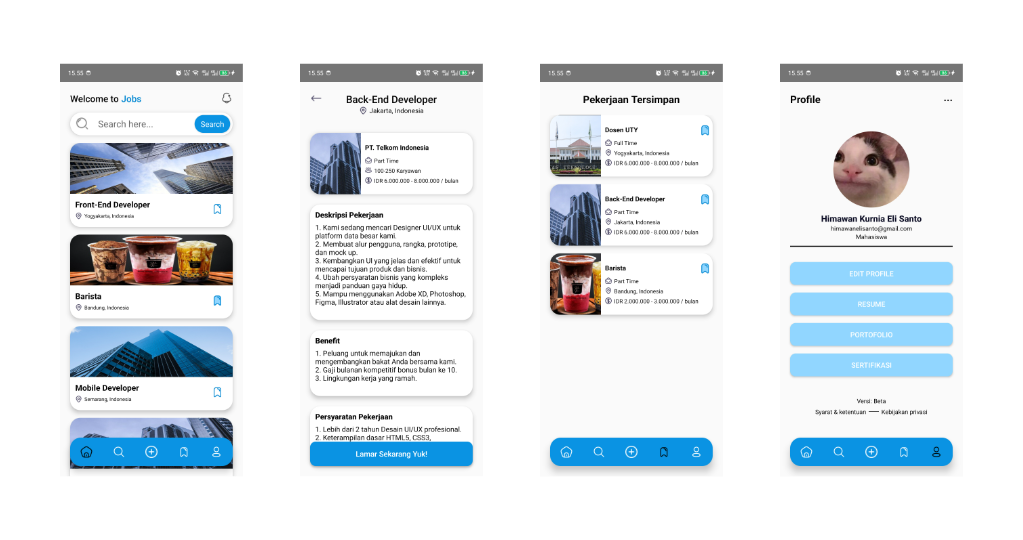 15.55
Welcome to Jobs
Search here...
Search
Front-End Developer
Yogyakarta, Indonesia
Barista
Bandung, Indonesia
Mobile Developer
Semarang, Indonesia
15.55
Back-End Developer
Jakarta, Indonesia
PT. Telkom Indonesia
Part Time
100-250 Karyawan
IDR 6.000.000 - 8.000.000 / bulan
Deskripsi Pekerjaan
1. Kami sedang mencari Designer UI/UX untuk
platform data besar kami.
2. Membuat alur pengguna, rangka, prototipe,
dan mock up.
3. Kembangkan UI yang jelas dan efektif untuk
mencapai tujuan produk dan bisnis.
4. Ubah persyaratan bisnis yang kompleks
menjadi panduan gaya hidup.
5. Mampu menggunakan Adobe XD, Photoshop,
Figma, Illustrator atau alat desain lainnya.
Benefit
1. Peluang untuk memajukan dan
mengembangkan bakat Anda bersama kami.
2. Gaji bulanan kompetitif bonus bulan ke 10.
3. Lingkungan kerja yang ramah.
Persyaratan Pekerjaan
1. Lebih dari 2 tahun Desain UI/UX profesional.
2. Keterampilan dasar HTML5, CSS3,
Lamar Sekarang Yuk!
15.55
Pekerjaan Tersimpan
Dosen UTY
Full Time
Yogyakarta, Indonesia
IDR 6.000.000 - 8.000.000 / bulan
Back-End Developer
Part Time
Jakarta, Indonesia
IDR 6.000.000 - 8.000.000 / bulan
Barista
Part Time
Bandung, Indonesia
IDR 2.000.000 - 3.000.000 / bulan
15.55
Profile
Himawan Kurnia Eli Santo
himawanelisanto@gmail.com
Mahasiswa
EDIT PROFILE
RESUME
PORTOFOLIO
SERTIFIKASI
Versi: Beta
Syarat & ketentuan — Kebijakan privasi